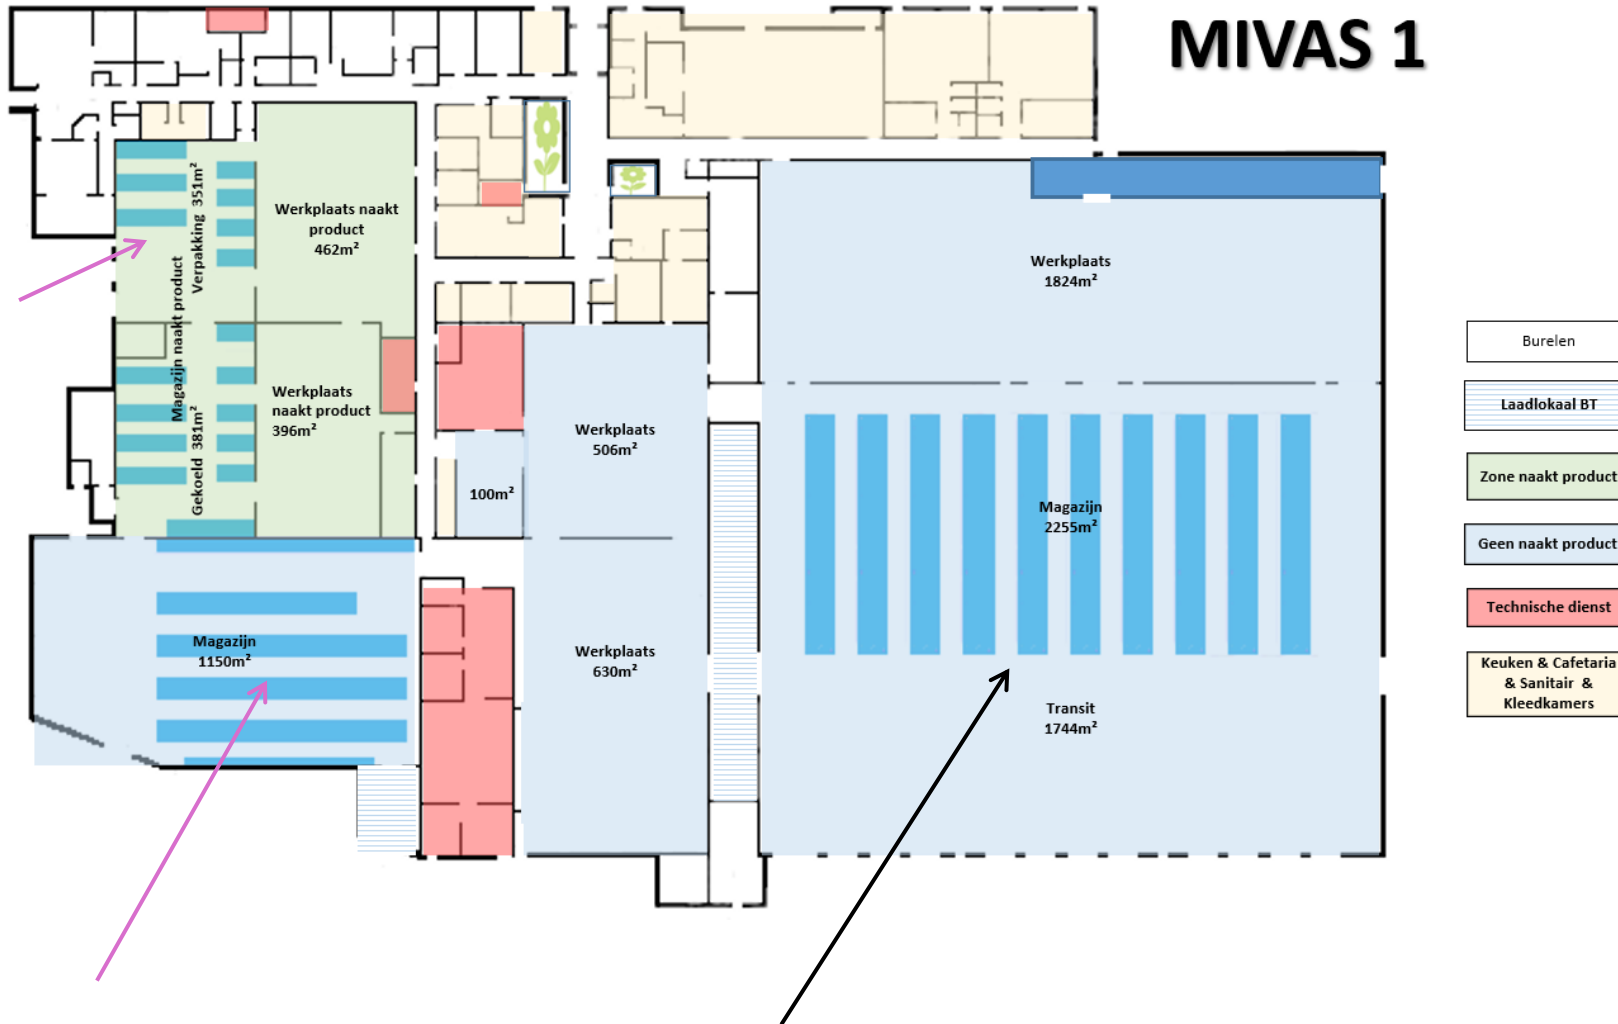 MIVAS 1
Verpakking 351m²
Magazijn naakt product
Gekoeld 381m²
Werkplaats naakt
product
462m²
Werkplaats
naakt product
396m²
Werkplaats
506m²
100m²
Werkplaats
630m²
Magazijn
1150m²
Werkplaats
1824m²
Magazijn
2255m²
Transit
1744m²
Burelen
Laadlokaal BT
Zone naakt product
Geen naakt product
Technische dienst
Keuken & Cafetaria
& Sanitair &
Kleedkamers